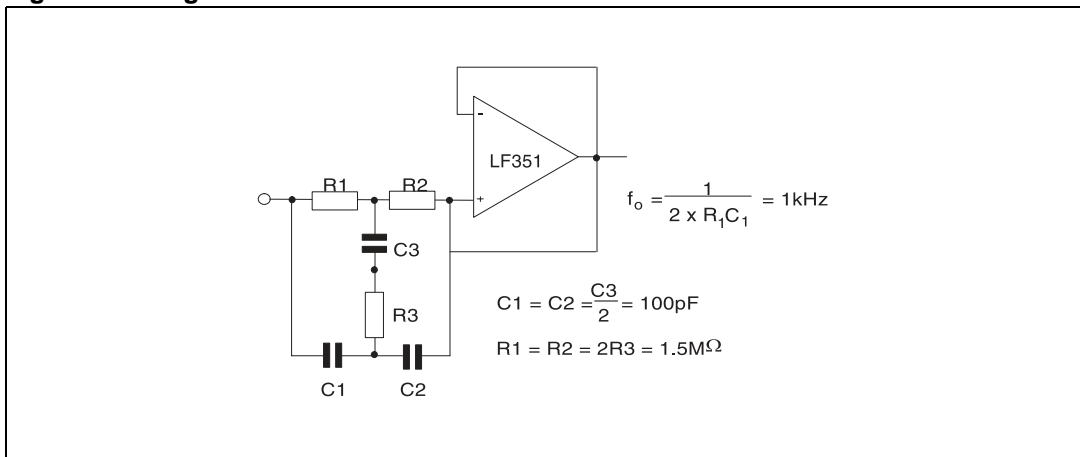 -
LF351
+
R1
R2
C3
R3
C1
C2
f₀ = 1 / 2 x R₁C₁ = 1kHz
C1 = C2 = C3 / 2 = 100pF
R1 = R2 = 2R3 = 1.5MΩ